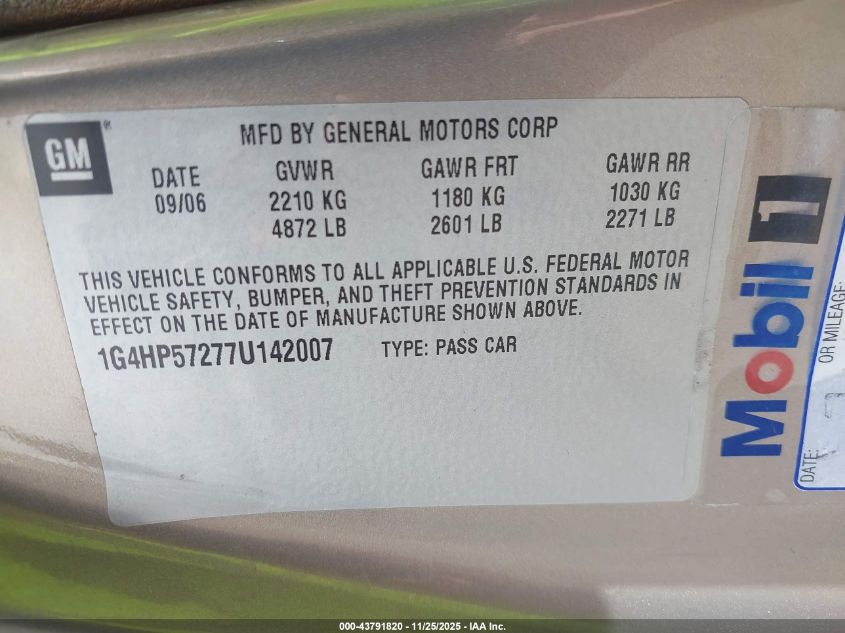 GM
MFD BY GENERAL MOTORS CORP
DATE GVWR GAWR FRT GAWR RR
09/06 2210 KG 1180 KG 1030 KG
4872 LB 2601 LB 2271 LB
THIS VEHICLE CONFORMS TO ALL APPLICABLE U.S. FEDERAL MOTOR
VEHICLE SAFETY, BUMPER, AND THEFT PREVENTION STANDARDS IN
EFFECT ON THE DATE OF MANUFACTURE SHOWN ABOVE.
1G4HP57277U142007 TYPE: PASS CAR
Mobil 1
OR MILEAGE:
DATE:
000-43791820 - 11/25/2025 - IAA Inc.